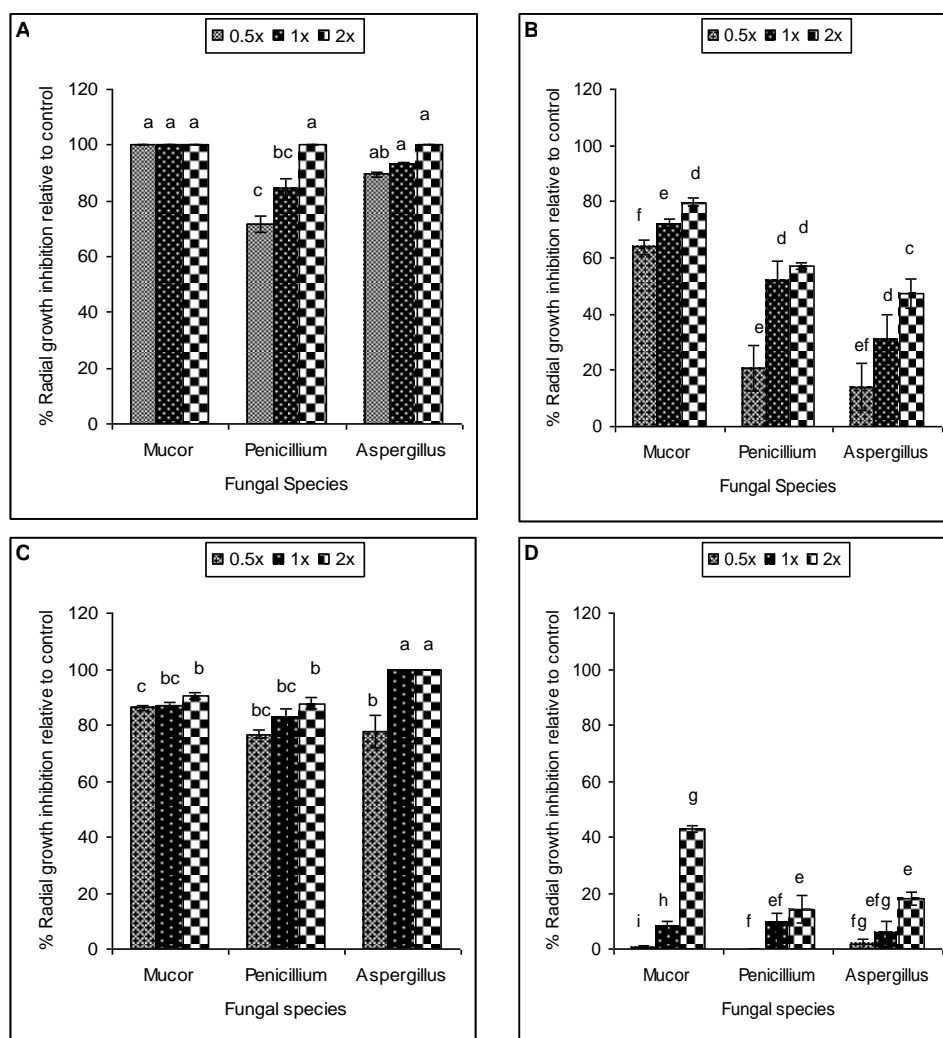 A
0.5x 1x 2x
% Radial growth inhibition relative to control
120
100
80
60
40
20
0
a a a
c bc a
ab a a
Mucor Penicillium Aspergillus
Fungal Species
B
0.5x 1x 2x
% Radial growth inhibition relative to control
120
100
80
60
40
20
0
f e d
e d d
ef d c
Mucor Penicillium Aspergillus
Fungal Species
C
0.5x 1x 2x
% Radial growth inhibition relative to control
120
100
80
60
40
20
0
c bc b
bc bc b
b a a
Mucor Penicillium Aspergillus
Fungal species
D
0.5x 1x 2x
% Radial growth inhibition relative to control
120
100
80
60
40
20
0
i h g
f ef e
fg efg e
Mucor Penicillium Aspergillus
Fungal species